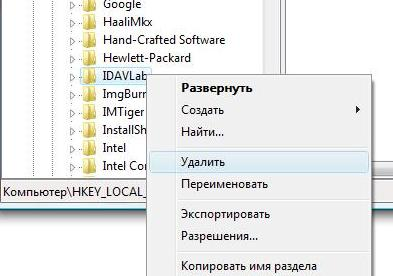 Google
HaaliMkx
Hand-Crafted Software
Hewlett-Packard
IDAVLab
ImgBurn
IMTiger
InstallSh
Intel
Intel Cor
Компьютер\HKEY_LOCAL_
Развернуть
Создать
Найти...
Удалить
Переименовать
Экспортировать
Разрешения...
Копировать имя раздела